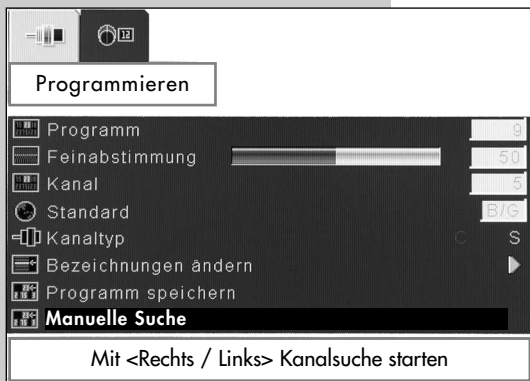 12
Programmieren
Programm 9
Feinabstimmung 50
Kanal 5
Standard B/G
Kanaltyp C S
Bezeichnungen ändern
Programm speichern
Manuelle Suche
Mit <Rechts / Links> Kanalsuche starten